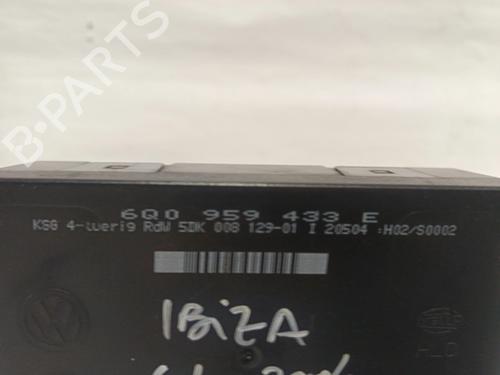 B-PARTS
6Q0 959 433 E
KSG 4-tuerig RdW 5DK 008 129-01 I 20504 :H02/S0002
IBIZA